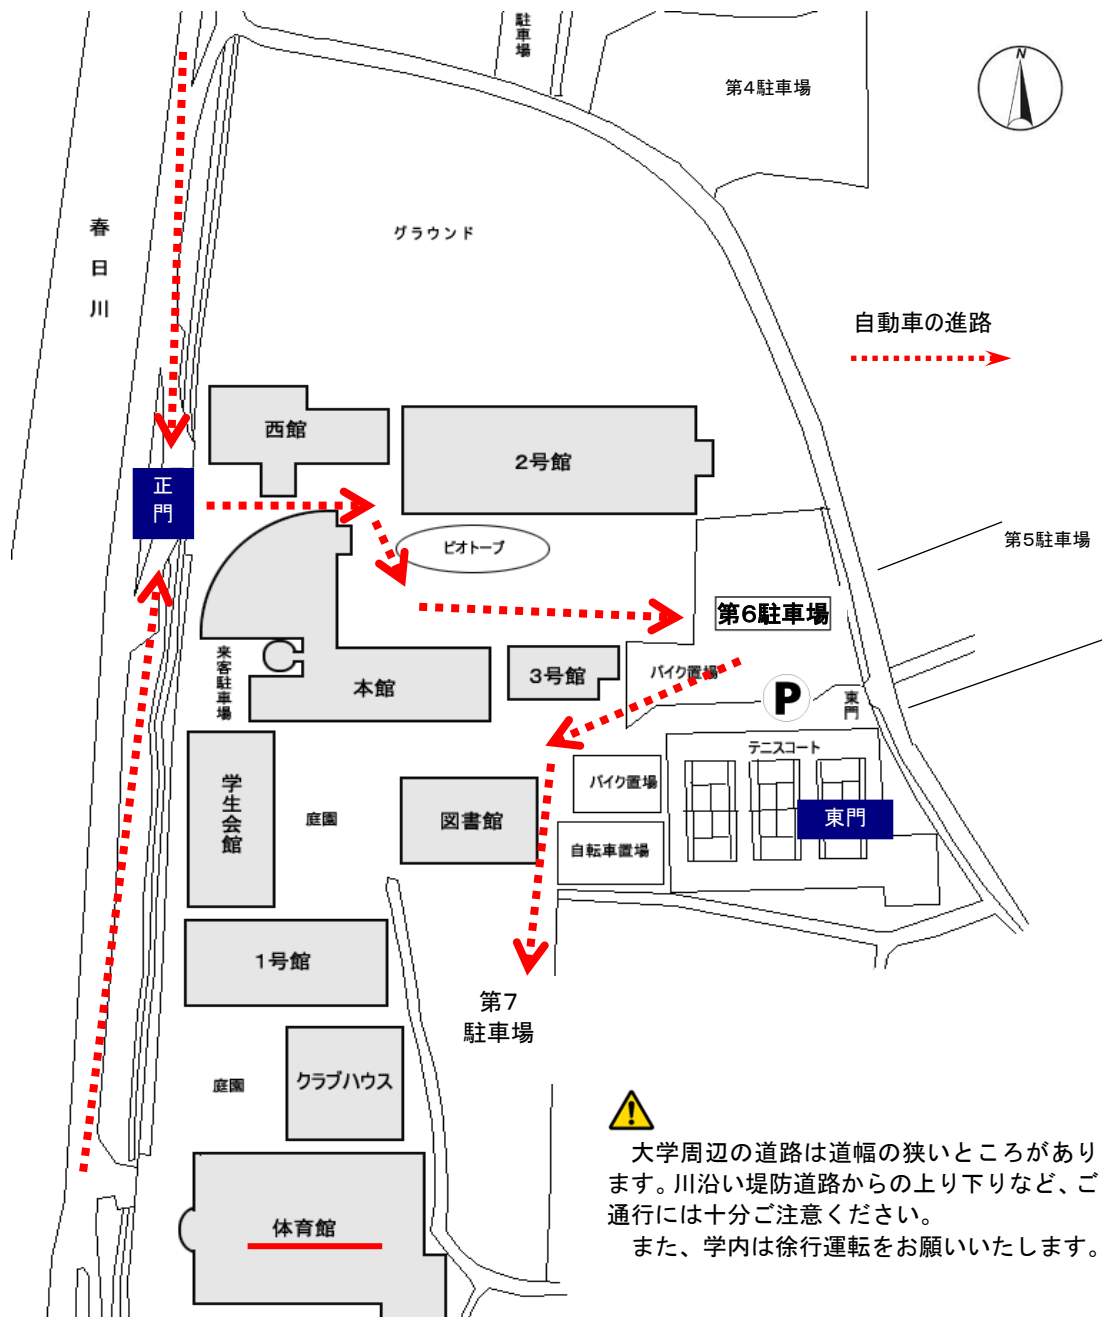 駐車場
N
第4駐車場
春日川
グラウンド
自動車の進路
西館
2号館
正門
ビオトープ
第5駐車場
第6駐車場
来客駐車場
本館
3号館
バイク置場
P
東門
テニスコート
学生会館
庭園
図書館
バイク置場
東門
自転車置場
1号館
第7
駐車場
庭園
クラブハウス
体育館
大学周辺の道路は道幅の狭いところがあり
ます。川沿い堤防道路からの上り下りなど、ご
通行には十分ご注意ください。
また、学内は徐行運転をお願いいたします。